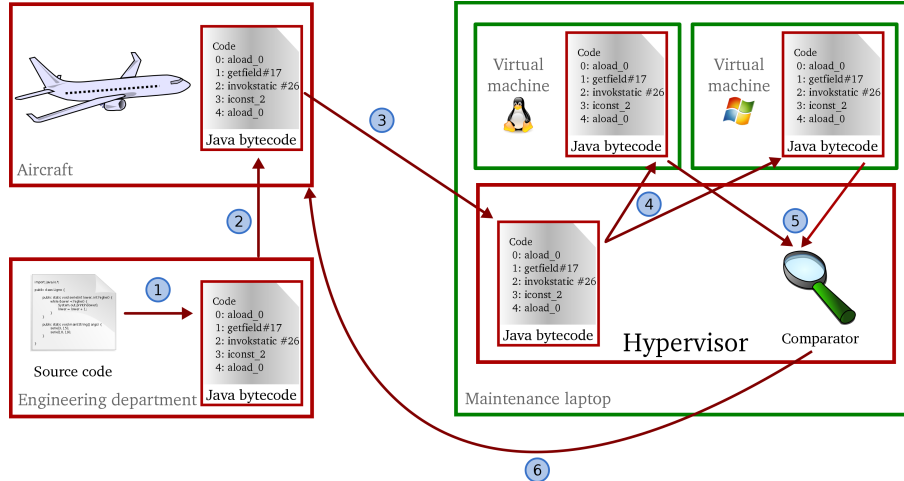 Code
0: aload_0
1: getfield#17
2: invokstatic #26
3: iconst_2
4: aload_0
Java bytecode
Aircraft
Virtual
machine
Code
0: aload_0
1: getfield#17
2: invokstatic #26
3: iconst_2
4: aload_0
Java bytecode
Virtual
machine
Code
0: aload_0
1: getfield#17
2: invokstatic #26
3: iconst_2
4: aload_0
Java bytecode
3
2
4
5
Code
0: aload_0
1: getfield#17
2: invokstatic #26
3: iconst_2
4: aload_0
Java bytecode
Hypervisor
Comparator
Maintenance laptop
1
Source code
Code
0: aload_0
1: getfield#17
2: invokstatic #26
3: iconst_2
4: aload_0
Java bytecode
Engineering department
6